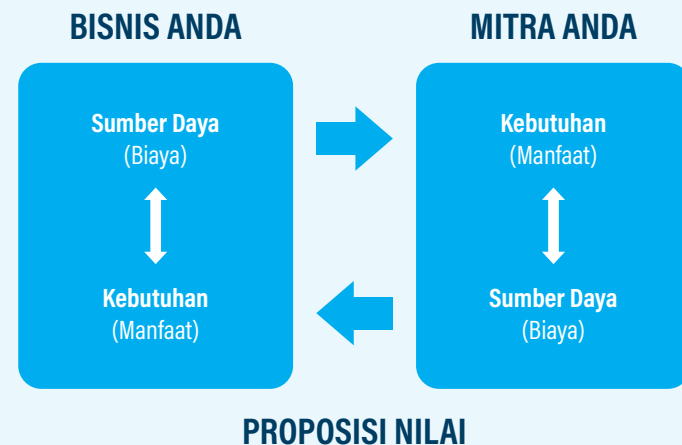 BISNIS ANDA
MITRA ANDA
Sumber Daya
(Biaya)
Kebutuhan
(Manfaat)
Kebutuhan
(Manfaat)
Sumber Daya
(Biaya)
PROPOSISI NILAI